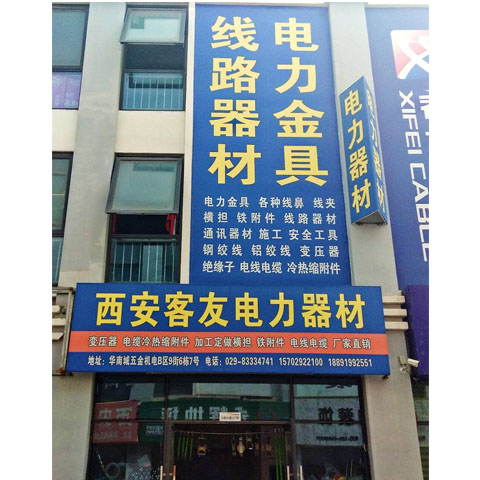 电力金具
线路器材
电力金具 各种线鼻 线夹
横担 铁附件 线路器材
通讯器材 施工 安全工具
钢绞线 铝绞线 变压器
绝缘子 电线电缆 冷热缩附件
电力器材
XIFEI CABLE
西安客友电力器材
变压器 电缆冷热缩附件 加工定做横担 铁附件 电线电缆 厂家直销
地址：华南城五金机电B区9街6栋7号 电话：029-83334741 15702922100 18891992551